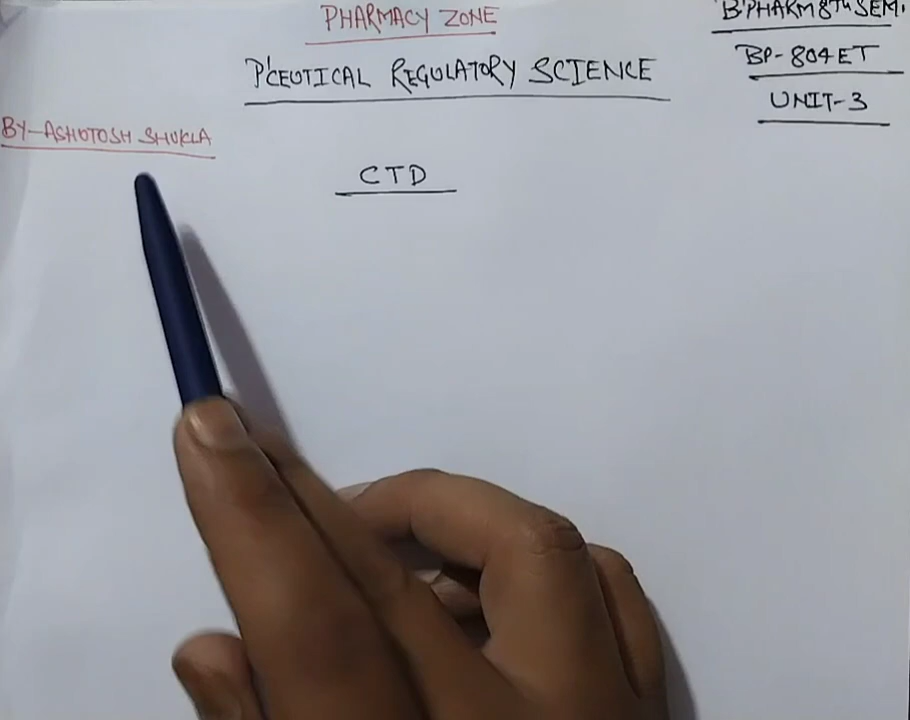 PHARMACY ZONE
B'PHARM 8TH SEM.
P'CEUTICAL REGULATORY SCIENCE
BP-804ET
UNIT-3
BY-ASHUTOSH SHUKLA
CTD